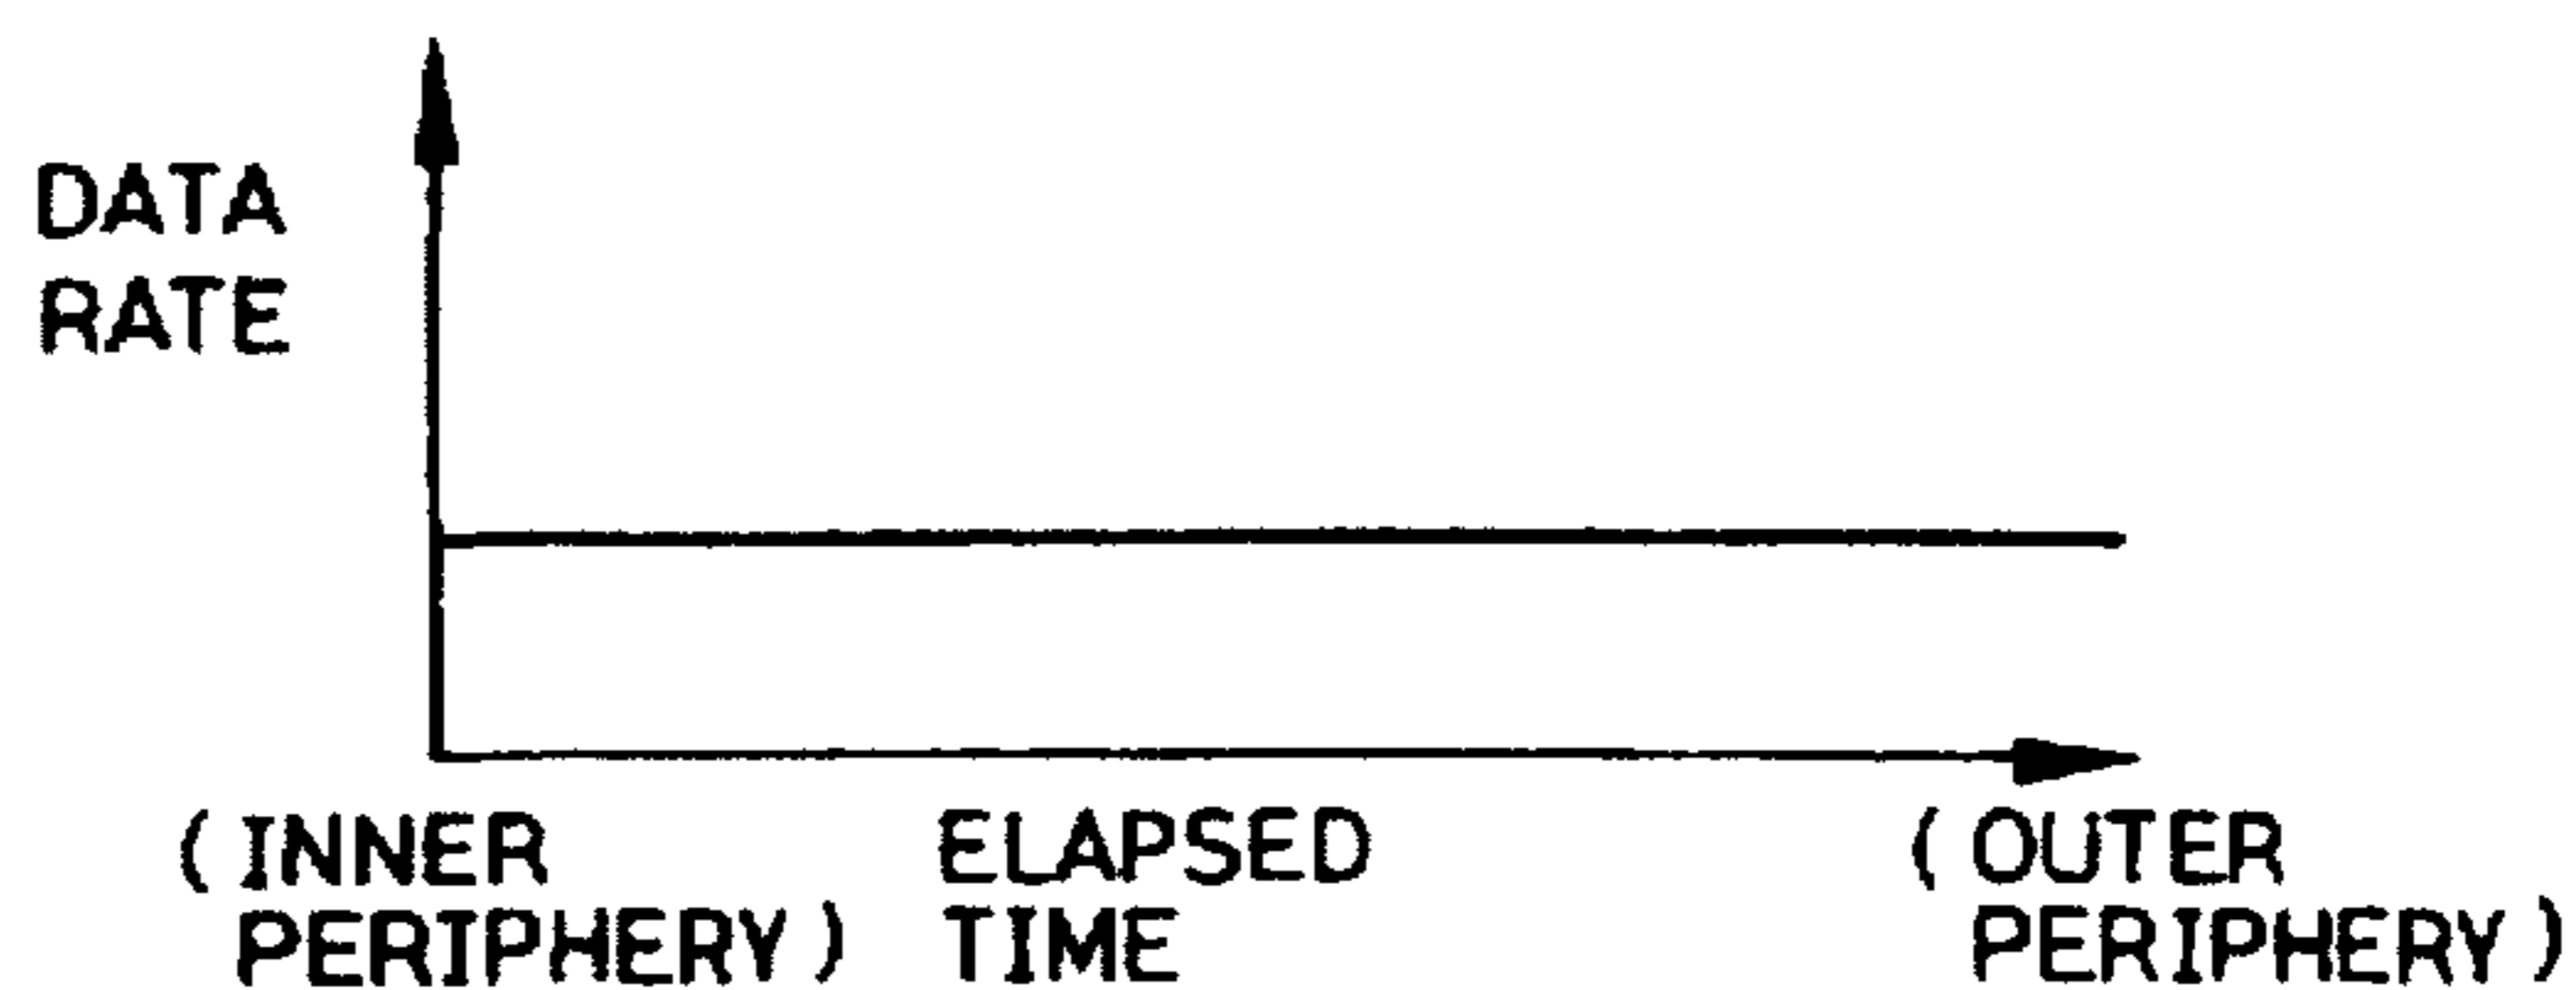 DATA
RATE
(INNER
PERIPHERY)
ELAPSED
TIME
(OUTER
PERIPHERY)